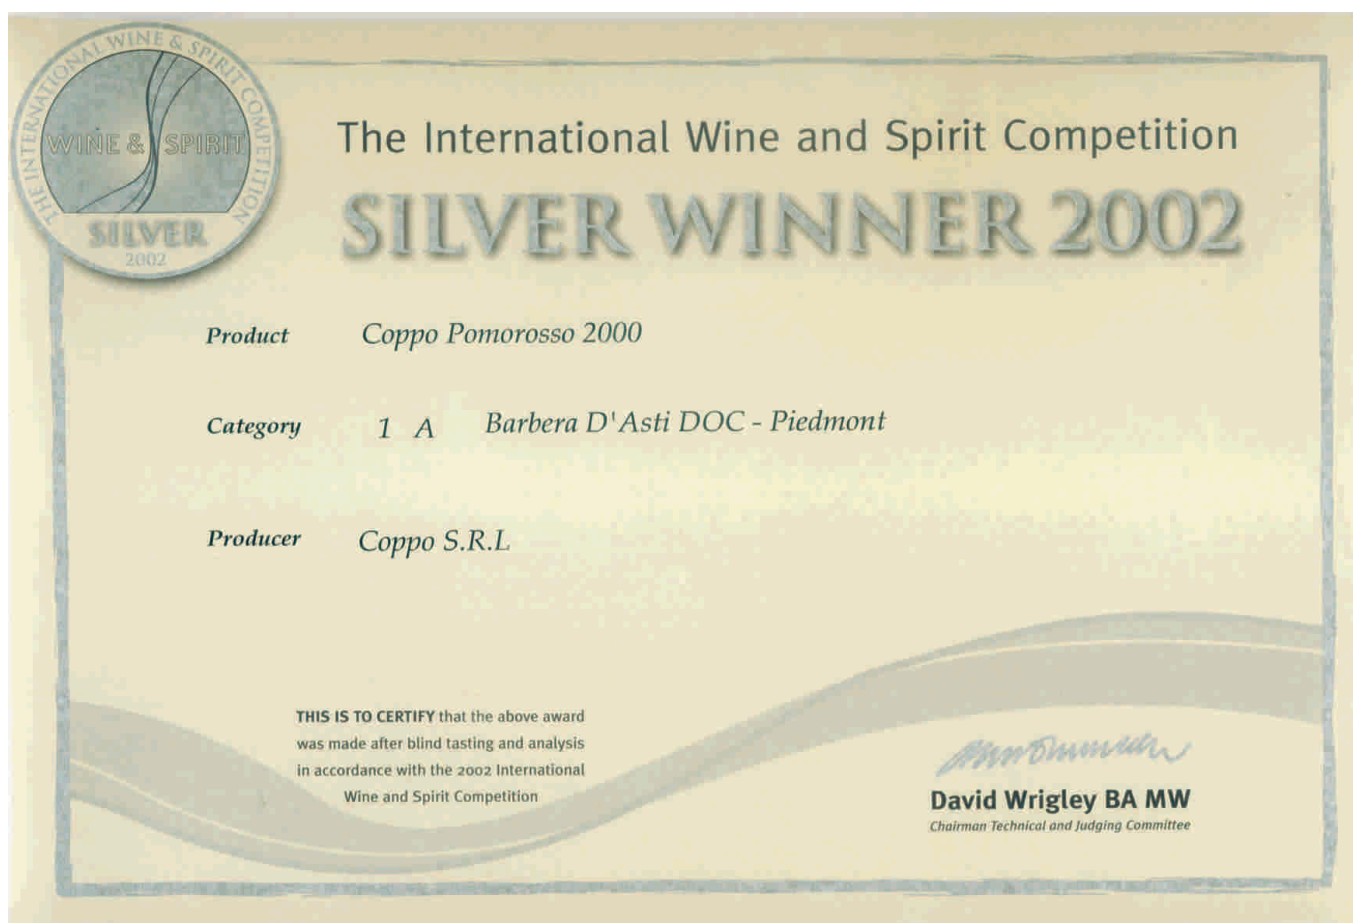 THE INTERNATIONAL WINE & SPIRIT COMPETITION
WINE & SPIRIT
SILVER
2002
The International Wine and Spirit Competition
SILVER WINNER 2002
Product Coppo Pomorosso 2000
Category 1 A Barbera D'Asti DOC - Piedmont
Producer Coppo S.R.L
THIS IS TO CERTIFY that the above award
was made after blind tasting and analysis
in accordance with the 2002 International
Wine and Spirit Competition
David Wrigley BA MW
Chairman Technical and Judging Committee